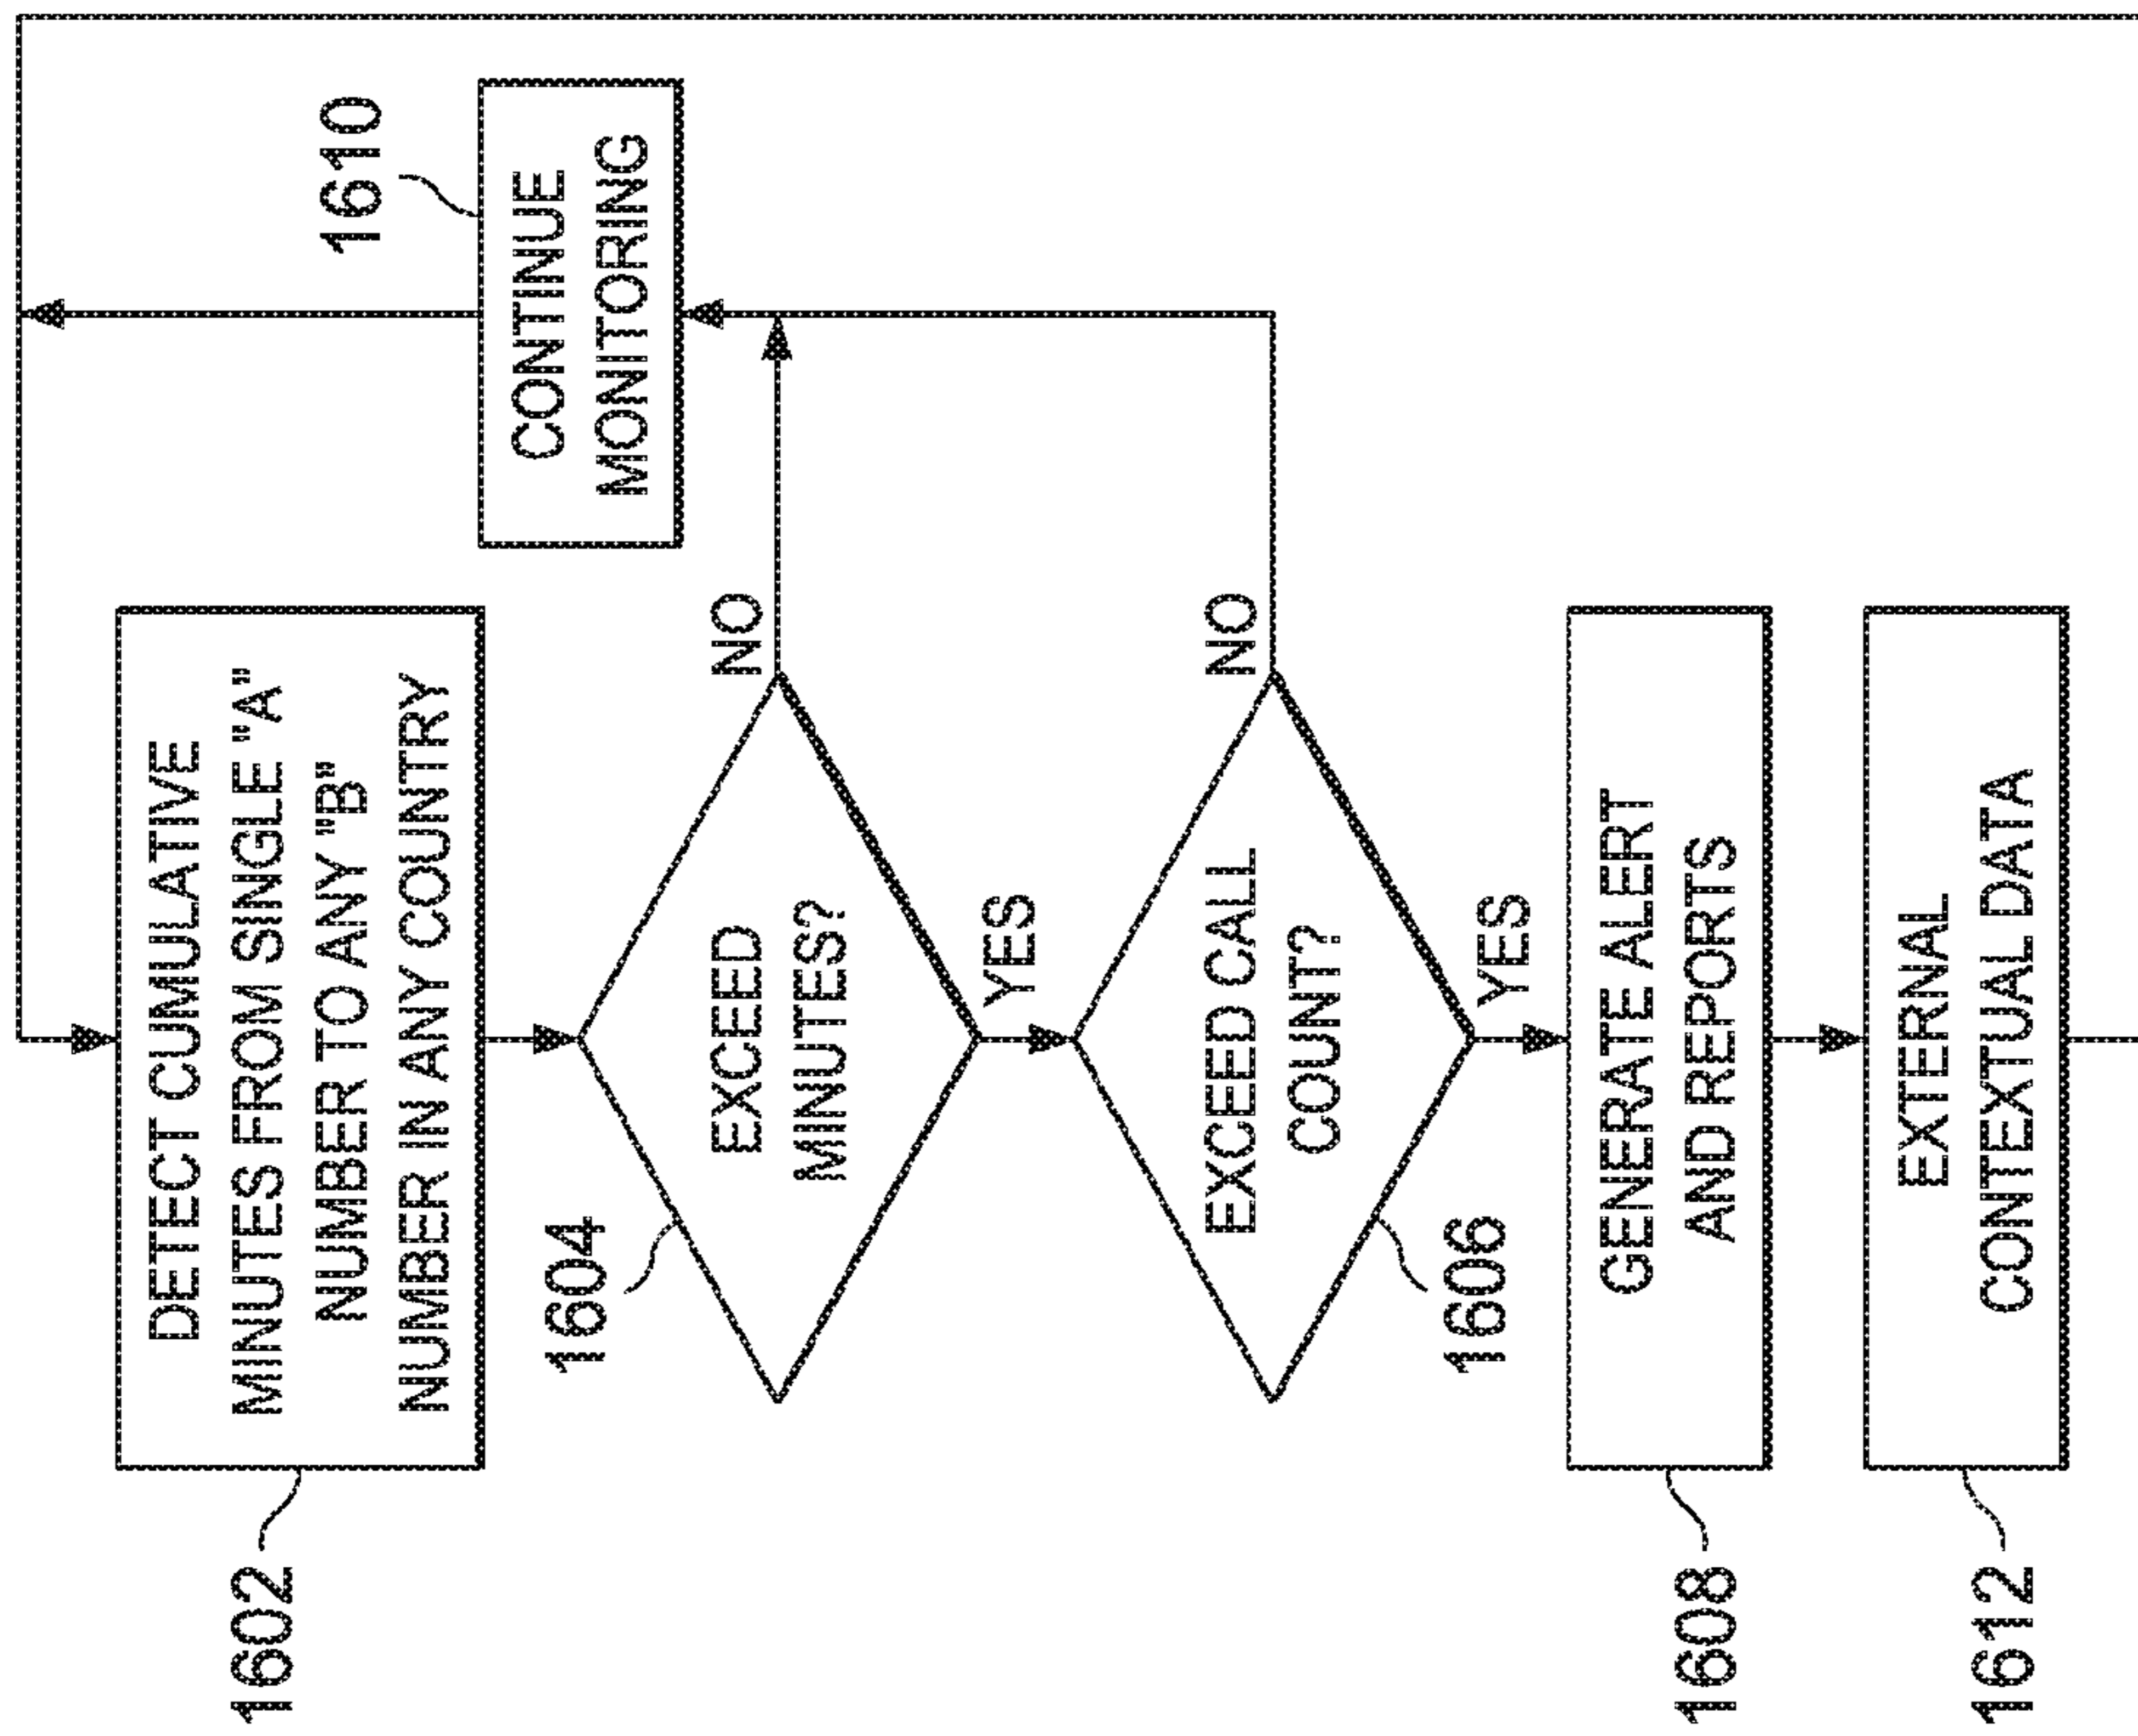 1602
DETECT CUMULATIVE
MINUTES FROM SINGLE "A"
NUMBER TO ANY "B"
NUMBER IN ANY COUNTRY
1610
CONTINUE
MONITORING
1604
EXCEED
MINUTES?
NO
YES
1606
EXCEED CALL
COUNT?
NO
YES
1608
GENERATE ALERT
AND REPORTS
1612
EXTERNAL
CONTEXTUAL DATA